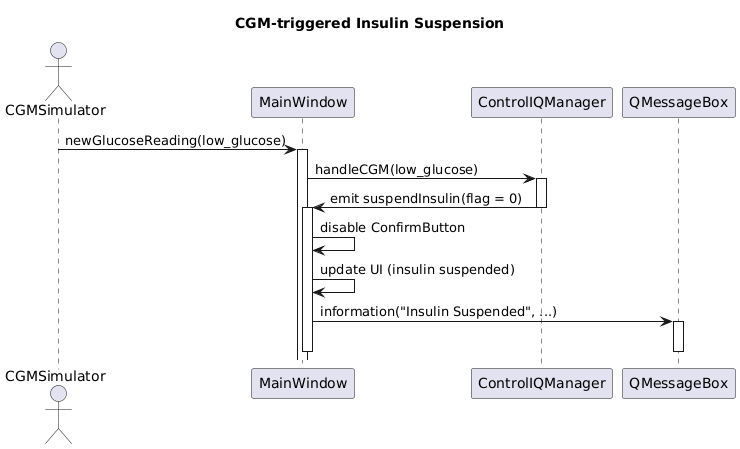 CGM-triggered Insulin Suspension
CGMSimulator
MainWindow
ControlIQManager
QMessageBox
newGlucoseReading(low_glucose)
handleCGM(low_glucose)
emit suspendInsulin(flag = 0)
disable ConfirmButton
update UI (insulin suspended)
information("Insulin Suspended", ...)
CGMSimulator
MainWindow
ControlIQManager
QMessageBox